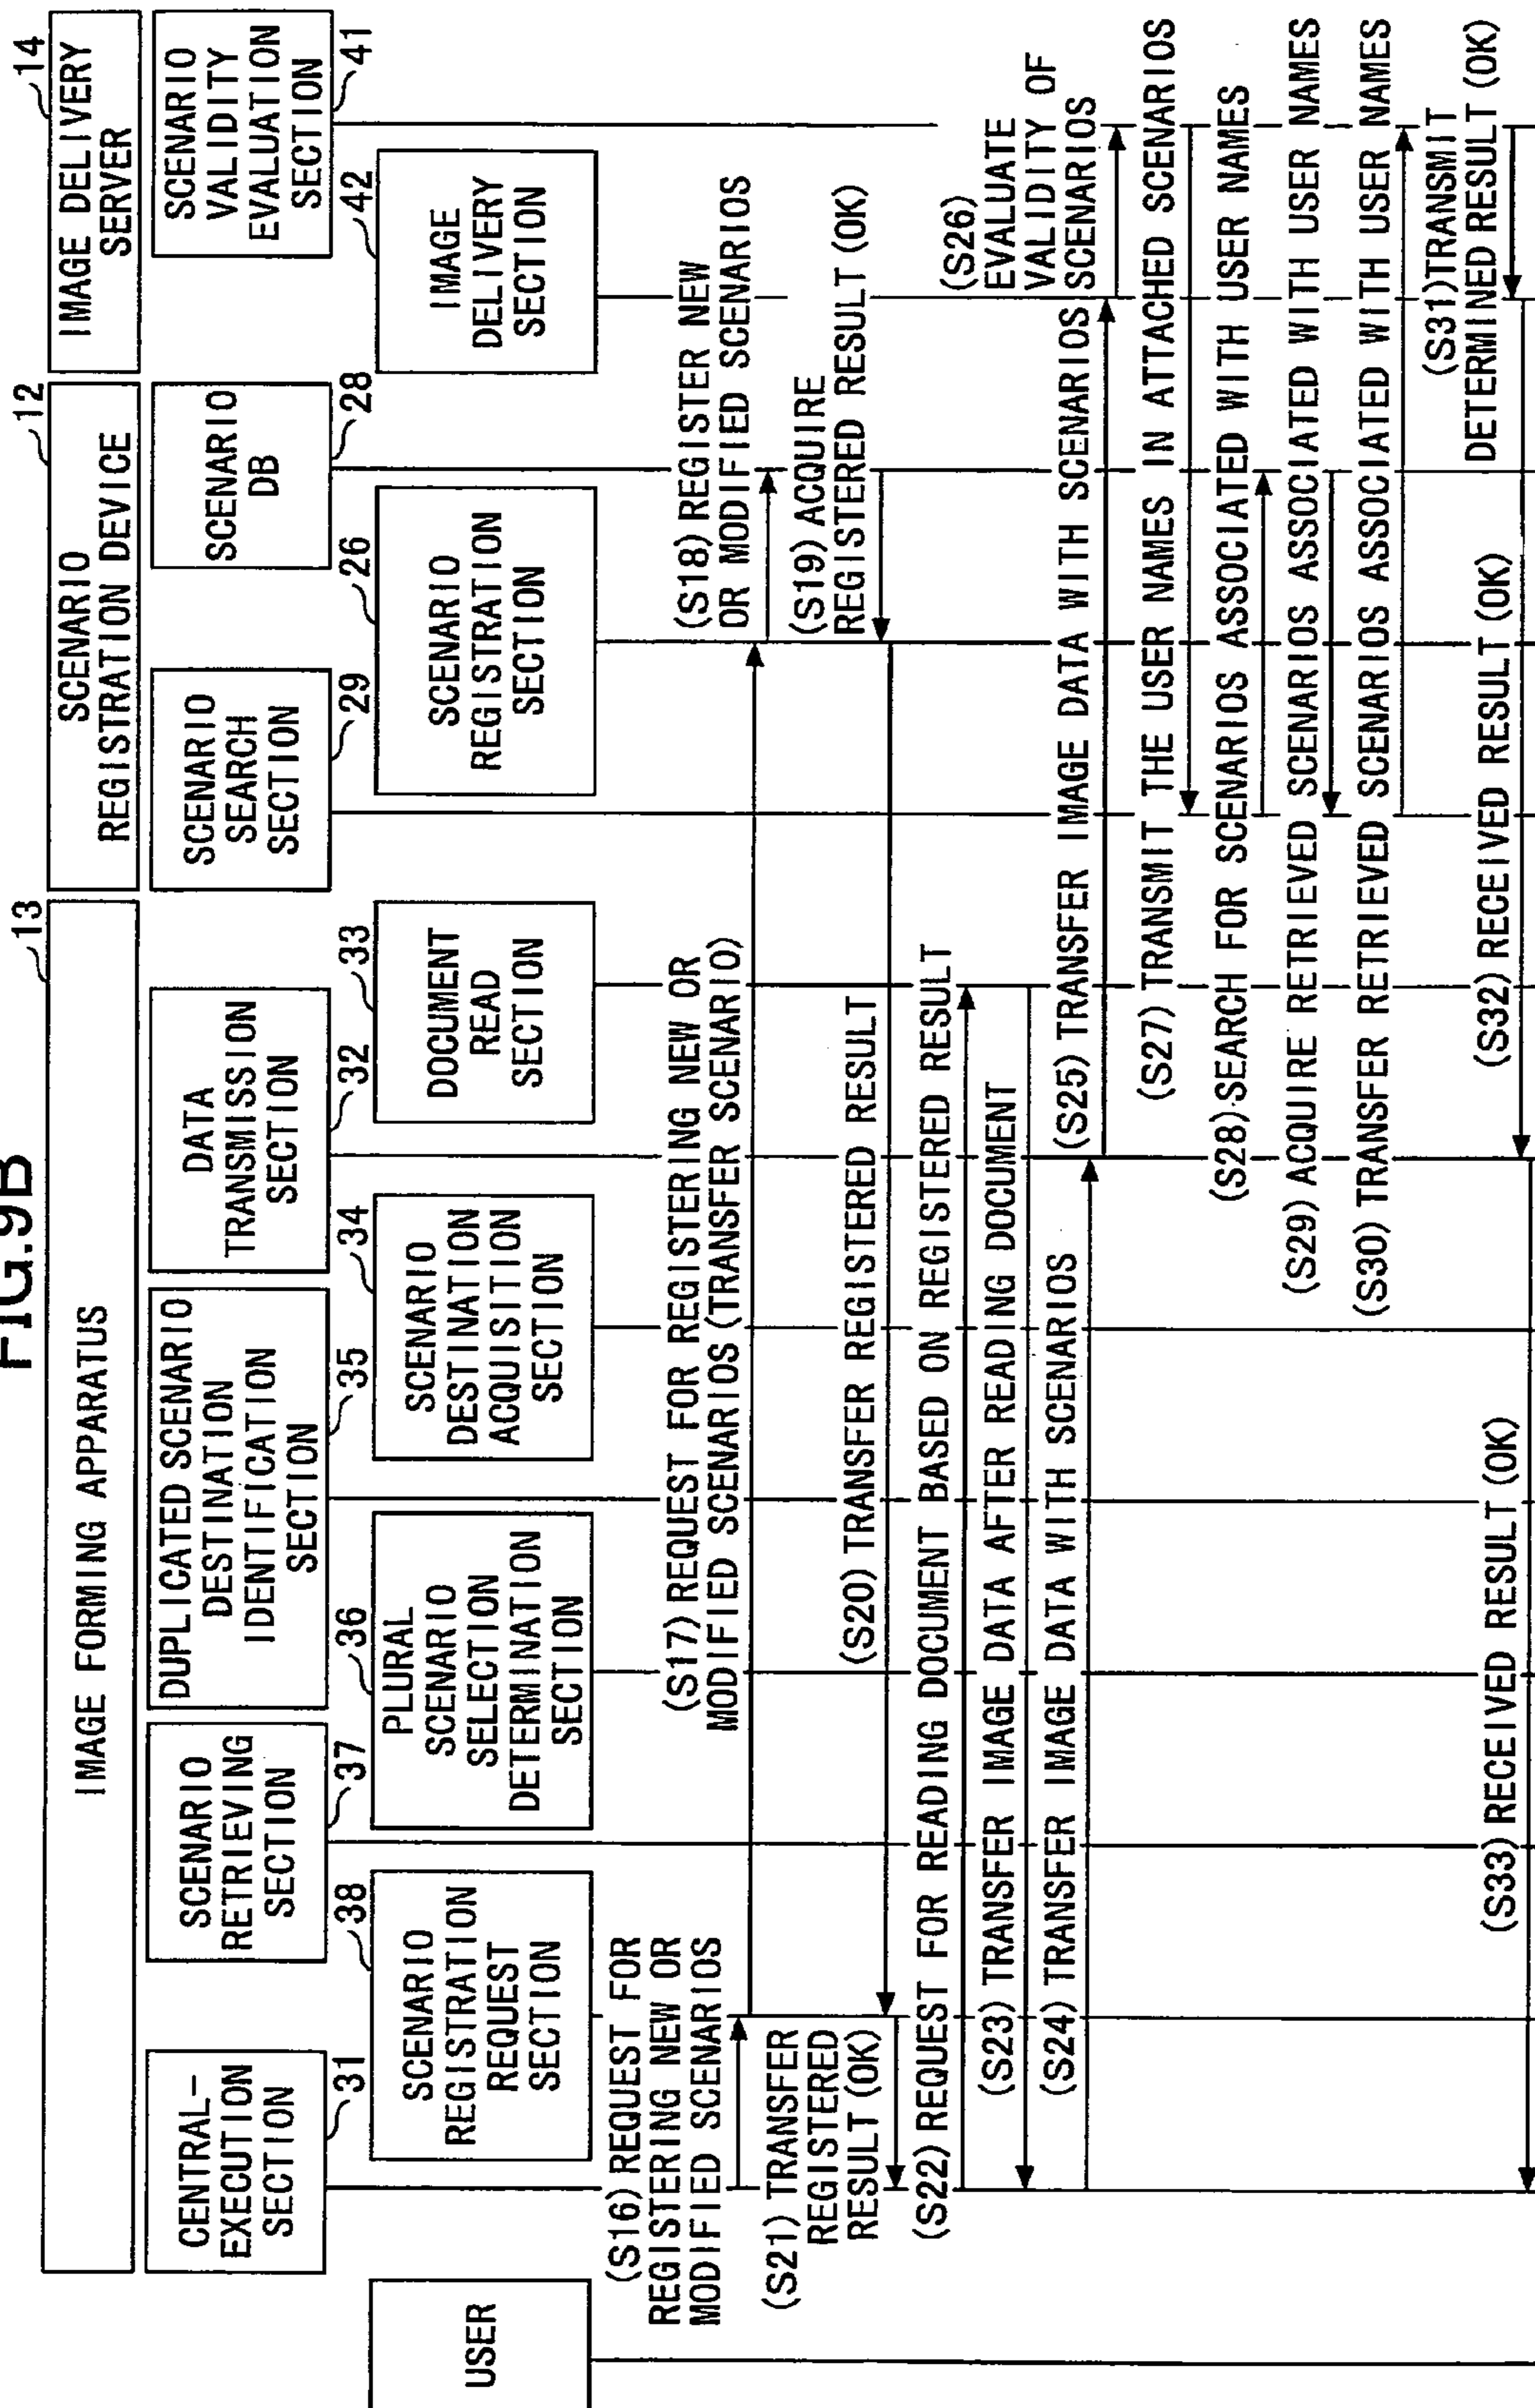 FIG.9B
IMAGE FORMING APPARATUS
13
SCENARIO
REGISTRATION DEVICE
12
IMAGE DELIVERY
SERVER
14
USER
CENTRAL-
EXECUTION
SECTION
31
SCENARIO
REGISTRATION
REQUEST
SECTION
38
SCENARIO
RETRIEVING
SECTION
37
PLURAL
SCENARIO
SELECTION
DETERMINATION
SECTION
36
DUPLICATED SCENARIO
DESTINATION
IDENTIFICATION
SECTION
35
SCENARIO
DESTINATION
ACQUISITION
SECTION
34
DATA
TRANSMISSION
SECTION
32
DOCUMENT
READ
SECTION
33
SCENARIO
SEARCH
SECTION
29
SCENARIO
REGISTRATION
SECTION
26
SCENARIO
DB
28
IMAGE
DELIVERY
SECTION
42
SCENARIO
VALIDITY
EVALUATION
SECTION
41
(S16) REQUEST FOR
REGISTERING NEW OR
MODIFIED SCENARIOS
(S17) REQUEST FOR REGISTERING NEW OR
MODIFIED SCENARIOS (TRANSFER SCENARIO)
(S18) REGISTER NEW
OR MODIFIED SCENARIOS
(S19) ACQUIRE
REGISTERED RESULT (OK)
(S20) TRANSFER REGISTERED RESULT
(S21) TRANSFER
REGISTERED
RESULT (OK)
(S22) REQUEST FOR READING DOCUMENT BASED ON REGISTERED RESULT
(S23) TRANSFER IMAGE DATA AFTER READING DOCUMENT
(S24) TRANSFER IMAGE DATA WITH SCENARIOS
(S25) TRANSFER IMAGE DATA WITH SCENARIOS
(S26)
EVALUATE
VALIDITY OF
SCENARIOS
(S27) TRANSMIT THE USER NAMES IN ATTACHED SCENARIOS
(S28) SEARCH FOR SCENARIOS ASSOCIATED WITH USER NAMES
(S29) ACQUIRE RETRIEVED SCENARIOS ASSOCIATED WITH USER NAMES
(S30) TRANSFER RETRIEVED SCENARIOS ASSOCIATED WITH USER NAMES
(S31) TRANSMIT
DETERMINED RESULT (OK)
(S32) RECEIVED RESULT (OK)
(S33) RECEIVED RESULT (OK)